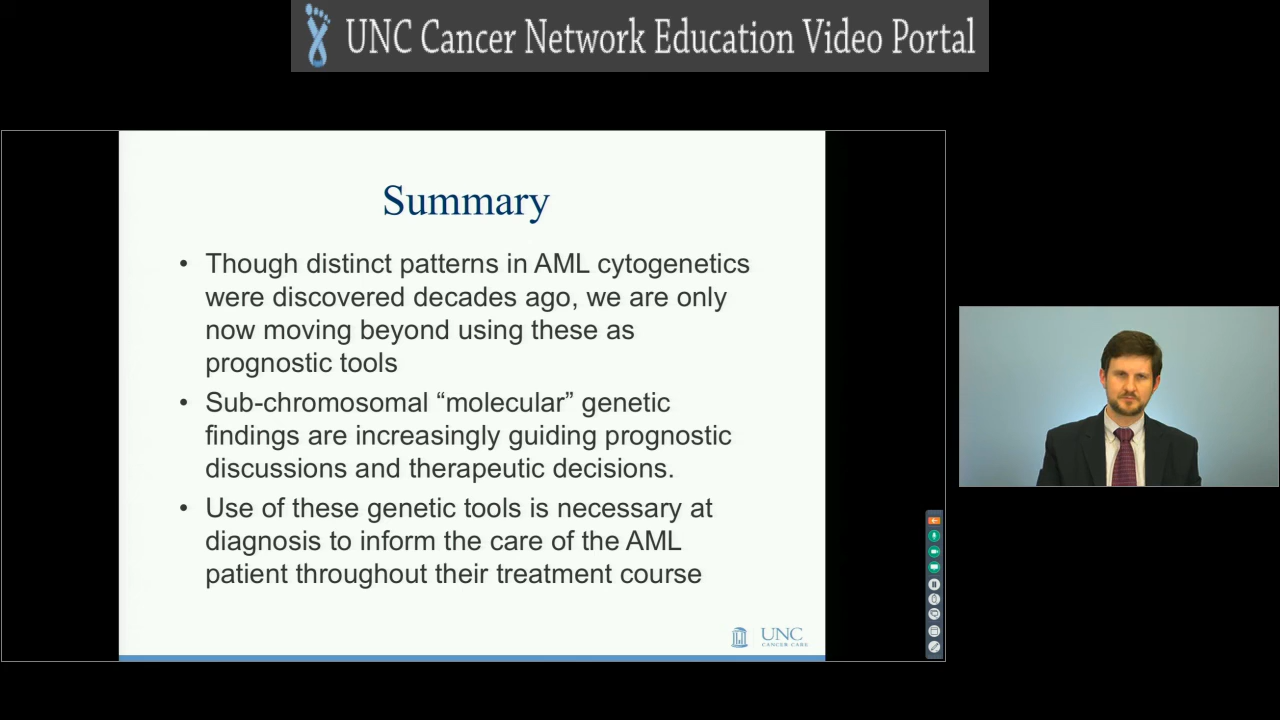 UNC Cancer Network Education Video Portal
Summary
• Though distinct patterns in AML cytogenetics
were discovered decades ago, we are only
now moving beyond using these as
prognostic tools
• Sub-chromosomal “molecular” genetic
findings are increasingly guiding prognostic
discussions and therapeutic decisions.
• Use of these genetic tools is necessary at
diagnosis to inform the care of the AML
patient throughout their treatment course
UNC
CANCER CARE